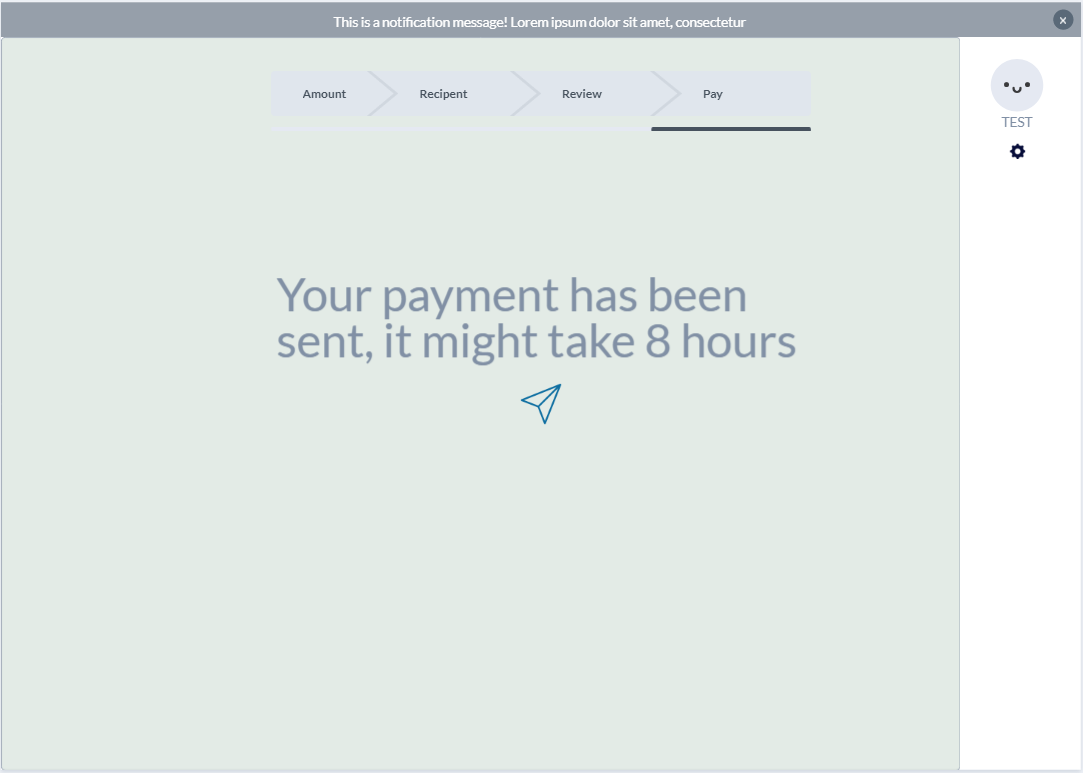 This is a notification message! Lorem ipsum dolor sit amet, consectetur
x
Amount
Recipent
Review
Pay
TEST
Your payment has been
sent, it might take 8 hours